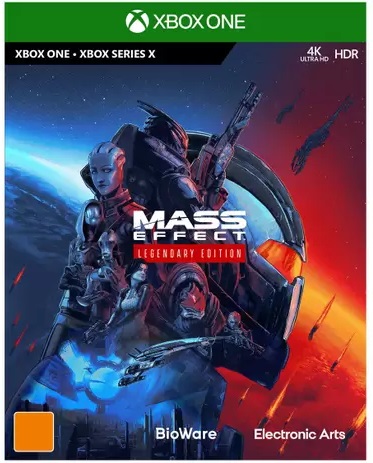 XBOX ONE
XBOX ONE • XBOX SERIES X
4K
ULTRA HD
HDR
MASS
EFFECT
LEGENDARY EDITION
BioWare
Electronic Arts